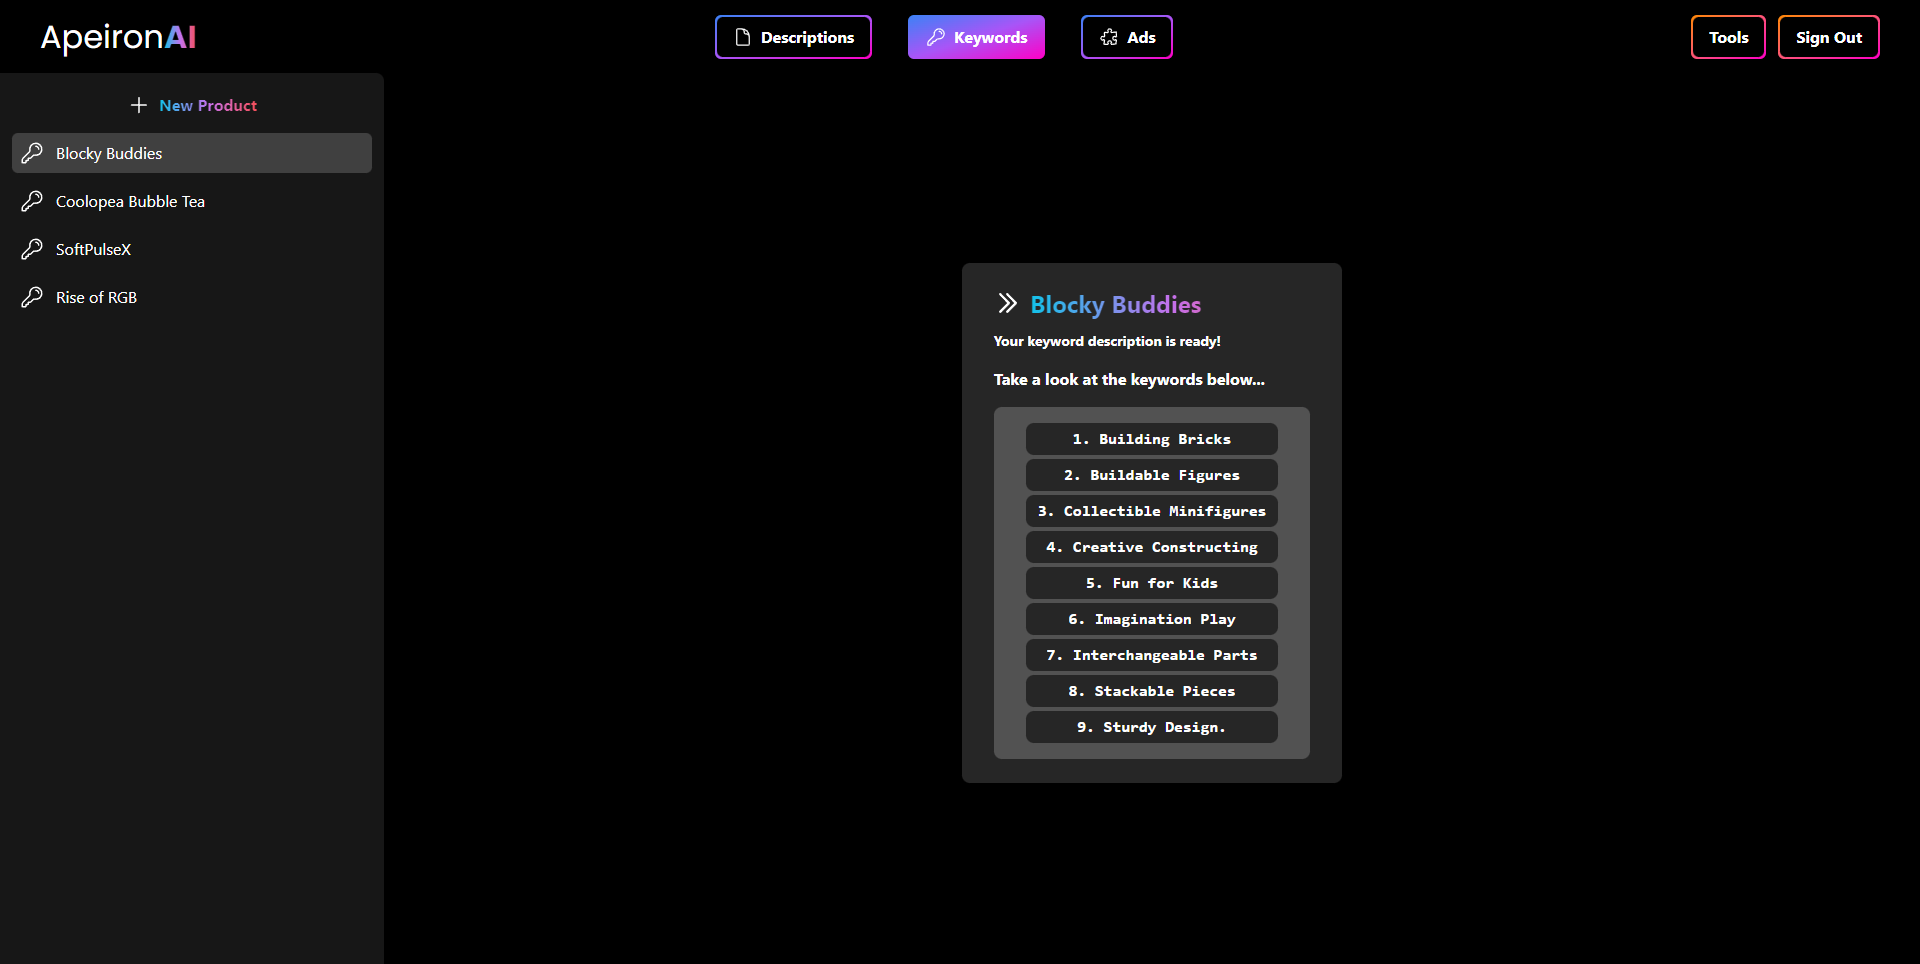 ApeironAI
Descriptions
Keywords
Ads
Tools
Sign Out
New Product
Blocky Buddies
Coolopea Bubble Tea
SoftPulseX
Rise of RGB
Blocky Buddies
Your keyword description is ready!
Take a look at the keywords below...
1. Building Bricks
2. Buildable Figures
3. Collectible Minifigures
4. Creative Constructing
5. Fun for Kids
6. Imagination Play
7. Interchangeable Parts
8. Stackable Pieces
9. Sturdy Design.